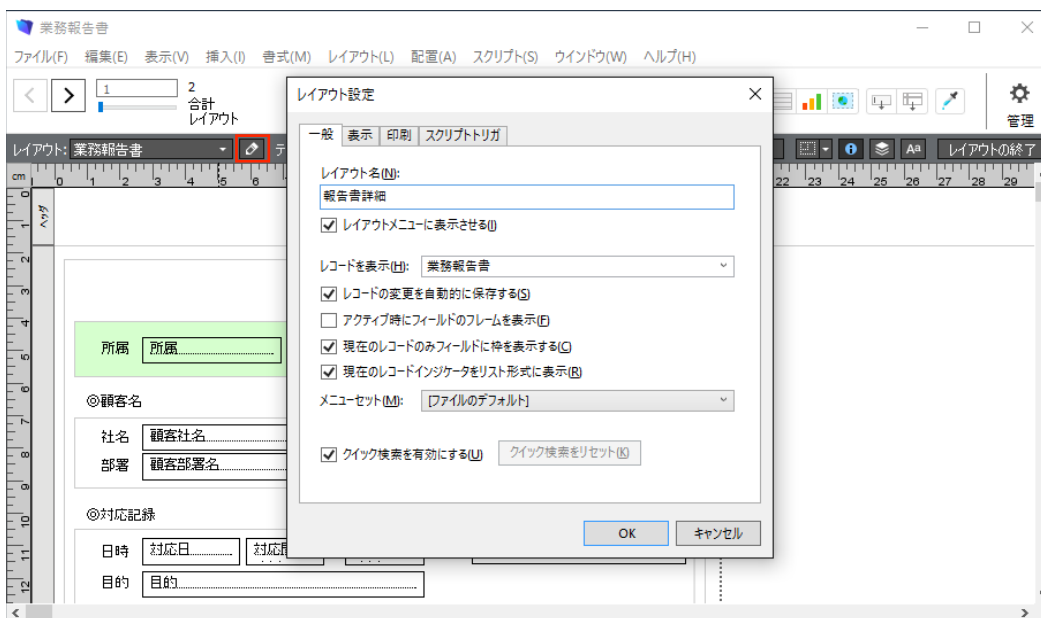 業務報告書
ファイル(F) 編集(E) 表示(V) 挿入(I) 書式(M) レイアウト(L) 配置(A) スクリプト(S) ウインドウ(W) ヘルプ(H)
1
2
合計
レイアウト
管理
レイアウト: 業務報告書
Aa
レイアウトの終了
cm 0 1 2 3 4 5 6
22 23 24 25 26 27 28 29
0 1 2 3 4 5 6 7 8 9 10 11 12
ヘッダ
レイアウト設定
一般 表示 印刷 スクリプトトリガ
レイアウト名(N):
報告書詳細
レイアウトメニューに表示させる(I)
レコードを表示(H): 業務報告書
レコードの変更を自動的に保存する(S)
アクティブ時にフィールドのフレームを表示(F)
現在のレコードのみフィールドに枠を表示する(C)
現在のレコードインジケータをリスト形式に表示(R)
メニューセット(M): [ファイルのデフォルト]
クイック検索を有効にする(U) クイック検索をリセット(K)
OK キャンセル
所属 所属
◎顧客名
社名 顧客社名
部署 顧客部署名
◎対応記録
日時 対応日
目的 目的